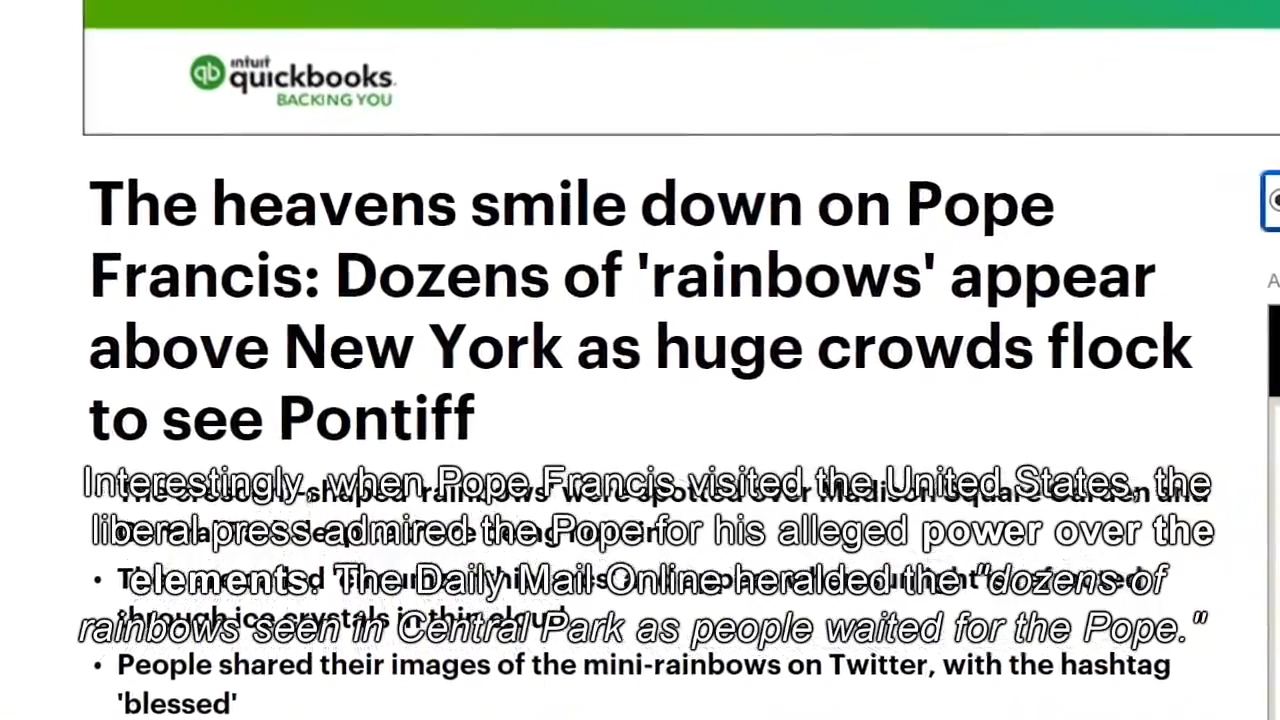 intuit
quickbooks.
BACKING YOU
The heavens smile down on Pope
Francis: Dozens of 'rainbows' appear
above New York as huge crowds flock
to see Pontiff
Interestingly, when Pope Francis visited the United States, the
liberal press admired the Pope for his alleged power over the
elements. The Daily Mail Online heralded the "dozens of
rainbows seen in Central Park as people waited for the Pope."
• People shared their images of the mini-rainbows on Twitter, with the hashtag
'blessed'